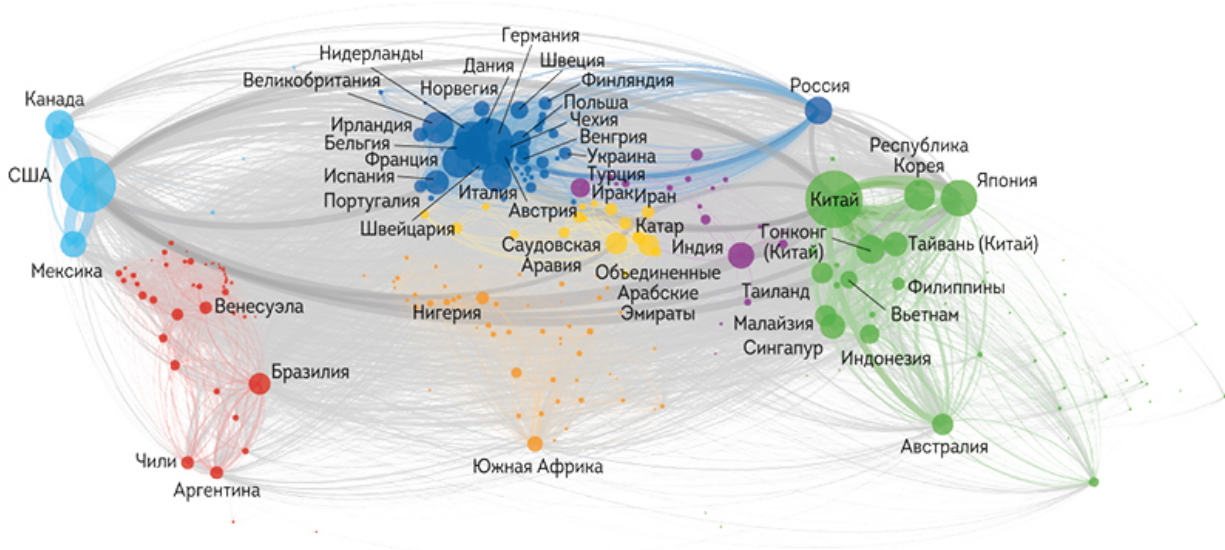 Германия
Нидерланды
Дания
Швеция
Великобритания
Норвегия
Финляндия
Россия
Канада
Польша
Ирландия
Чехия
Бельгия
Венгрия
Республика
Корея
Франция
Украина
США
Испания
Турция
Италия
Ирак
Иран
Китай
Япония
Португалия
Австрия
Швейцария
Катар
Гонконг
(Китай)
Тайвань (Китай)
Мексика
Саудовская
Аравия
Индия
Объединенные
Арабские
Эмираты
Таиланд
Филиппины
Венесуэла
Нигерия
Вьетнам
Малайзия
Сингапур
Индонезия
Бразилия
Австралия
Чили
Южная Африка
Аргентина